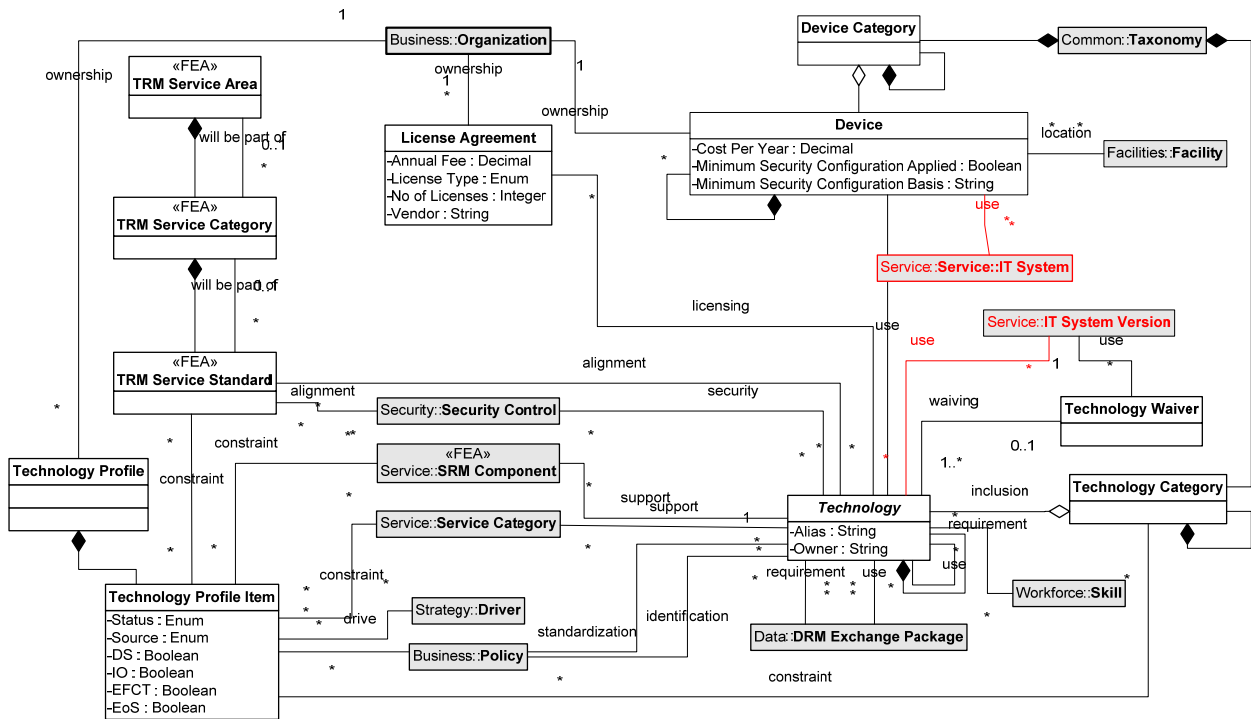 1
Business::Organization
Device Category
Common::Taxonomy
ownership
«FEA»
TRM Service Area
ownership
1
*
1
ownership
will be part of
0..1
*
License Agreement
-Annual Fee : Decimal
-License Type : Enum
-No of Licenses : Integer
-Vendor : String
*
Device
-Cost Per Year : Decimal
-Minimum Security Configuration Applied : Boolean
-Minimum Security Configuration Basis : String
*
* *
location
Facilities::Facility
«FEA»
TRM Service Category
use
* *
Service::Service::IT System
will be part of
0..1
*
licensing
use
Service::IT System Version
use
use
*
1
*
«FEA»
TRM Service Standard
1
alignment
alignment
security
Security::Security Control
waiving
Technology Waiver
0..1
1..*
*
*
* *
*
constraint
constraint
«FEA»
Service::SRM Component
*
*
*
*
*
Technology Profile
*
support
support
1
inclusion
Technology Category
Technology
-Alias : String
-Owner : String
*
requirement
*
*
*
use
Service::Service Category
*
*
*
*
constraint
*
*
*
*
requirement
use
*
*
*
*
*
*
*
Technology Profile Item
-Status : Enum
-Source : Enum
-DS : Boolean
-IO : Boolean
-EFCT : Boolean
-EoS : Boolean
drive
Strategy::Driver
identification
Workforce::Skill
*
*
standardization
Business::Policy
Data::DRM Exchange Package
*
*
constraint